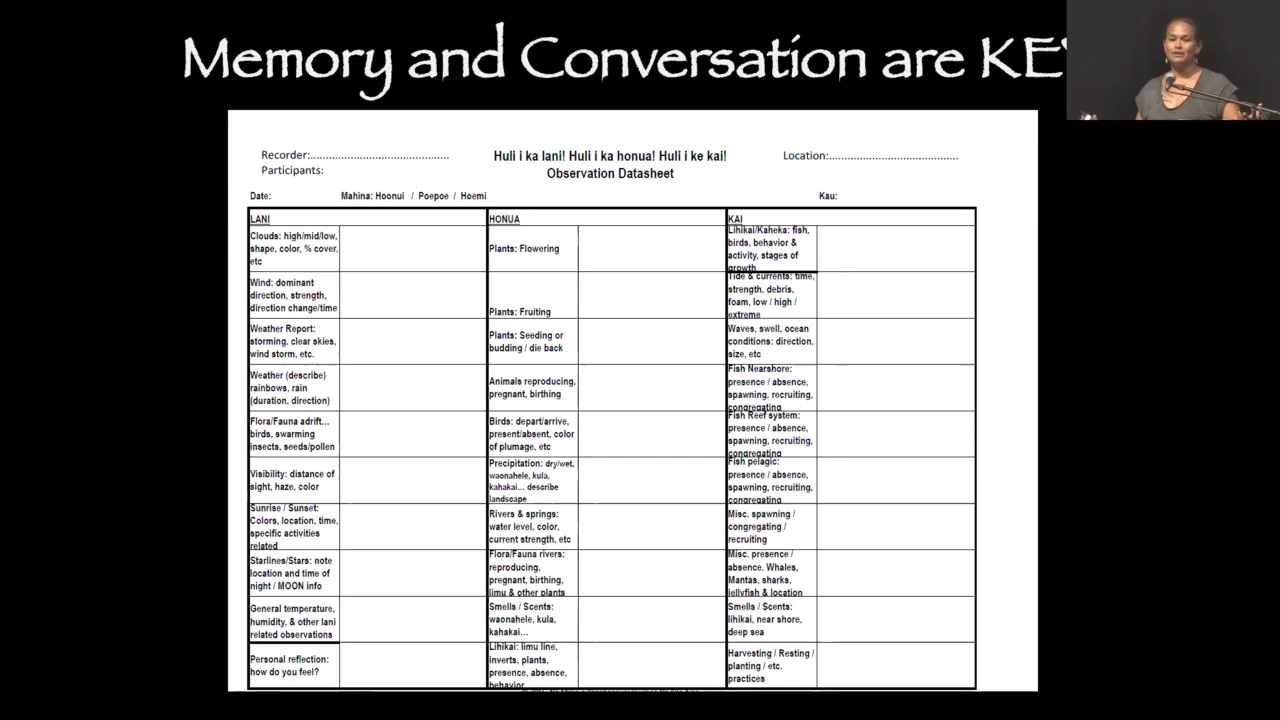 Memory and Conversation are KEY
Recorder:.............................................
Participants:
Huli i ka lani! Huli i ka honua! Huli i ke kai!
Observation Datasheet
Location:..........................................
Date:
Mahina: Hoonui / Poepoe / Hoemi
Kau:
LANI
Clouds: high/mid/low,
shape, color, % cover,
etc
Wind: dominant
direction, strength,
direction change/time
Weather Report:
storming, clear skies,
wind storm, etc.
Weather (describe)
rainbows, rain
(duration, direction)
Flora/Fauna adrift...
birds, swarming
insects, seeds/pollen
Visibility: distance of
sight, haze, color
Sunrise / Sunset:
Colors, location, time,
specific activities
related
Starlines/Stars: note
location and time of
night / MOON info
General temperature,
humidity, & other lani
related observations
Personal reflection:
how do you feel?
HONUA
Plants: Flowering
Plants: Fruiting
Plants: Seeding or
budding / die back
Animals reproducing,
pregnant, birthing
Birds: depart/arrive,
present/absent, color
of plumage, etc
Precipitation: dry/wet,
waonahele, kula,
kahakai... describe
landscape
Rivers & springs:
water level, color,
current strength, etc
Flora/Fauna rivers:
reproducing,
pregnant, birthing,
limu & other plants
Smells / Scents:
waonahele, kula,
kahakai...
Lihikai: limu line,
inverts, plants,
presence, absence,
behavior
KAI
Lihikai/Kaheka: fish,
birds, behavior &
activity, stages of
growth
Tide & currents: time,
strength, debris,
foam, low / high /
extreme
Waves, swell, ocean
conditions: direction,
size, etc
Fish Nearshore:
presence / absence,
spawning, recruiting,
congregating
Fish Reef system:
presence / absence,
spawning, recruiting,
congregating
Fish pelagic:
presence / absence,
spawning, recruiting,
congregating
Misc. spawning /
congregating /
recruiting
Misc. presence /
absence. Whales,
Mantas, sharks,
jellyfish & location
Smells / Scents:
lihikai, near shore,
deep sea
Harvesting / Resting /
planting / etc.
practices